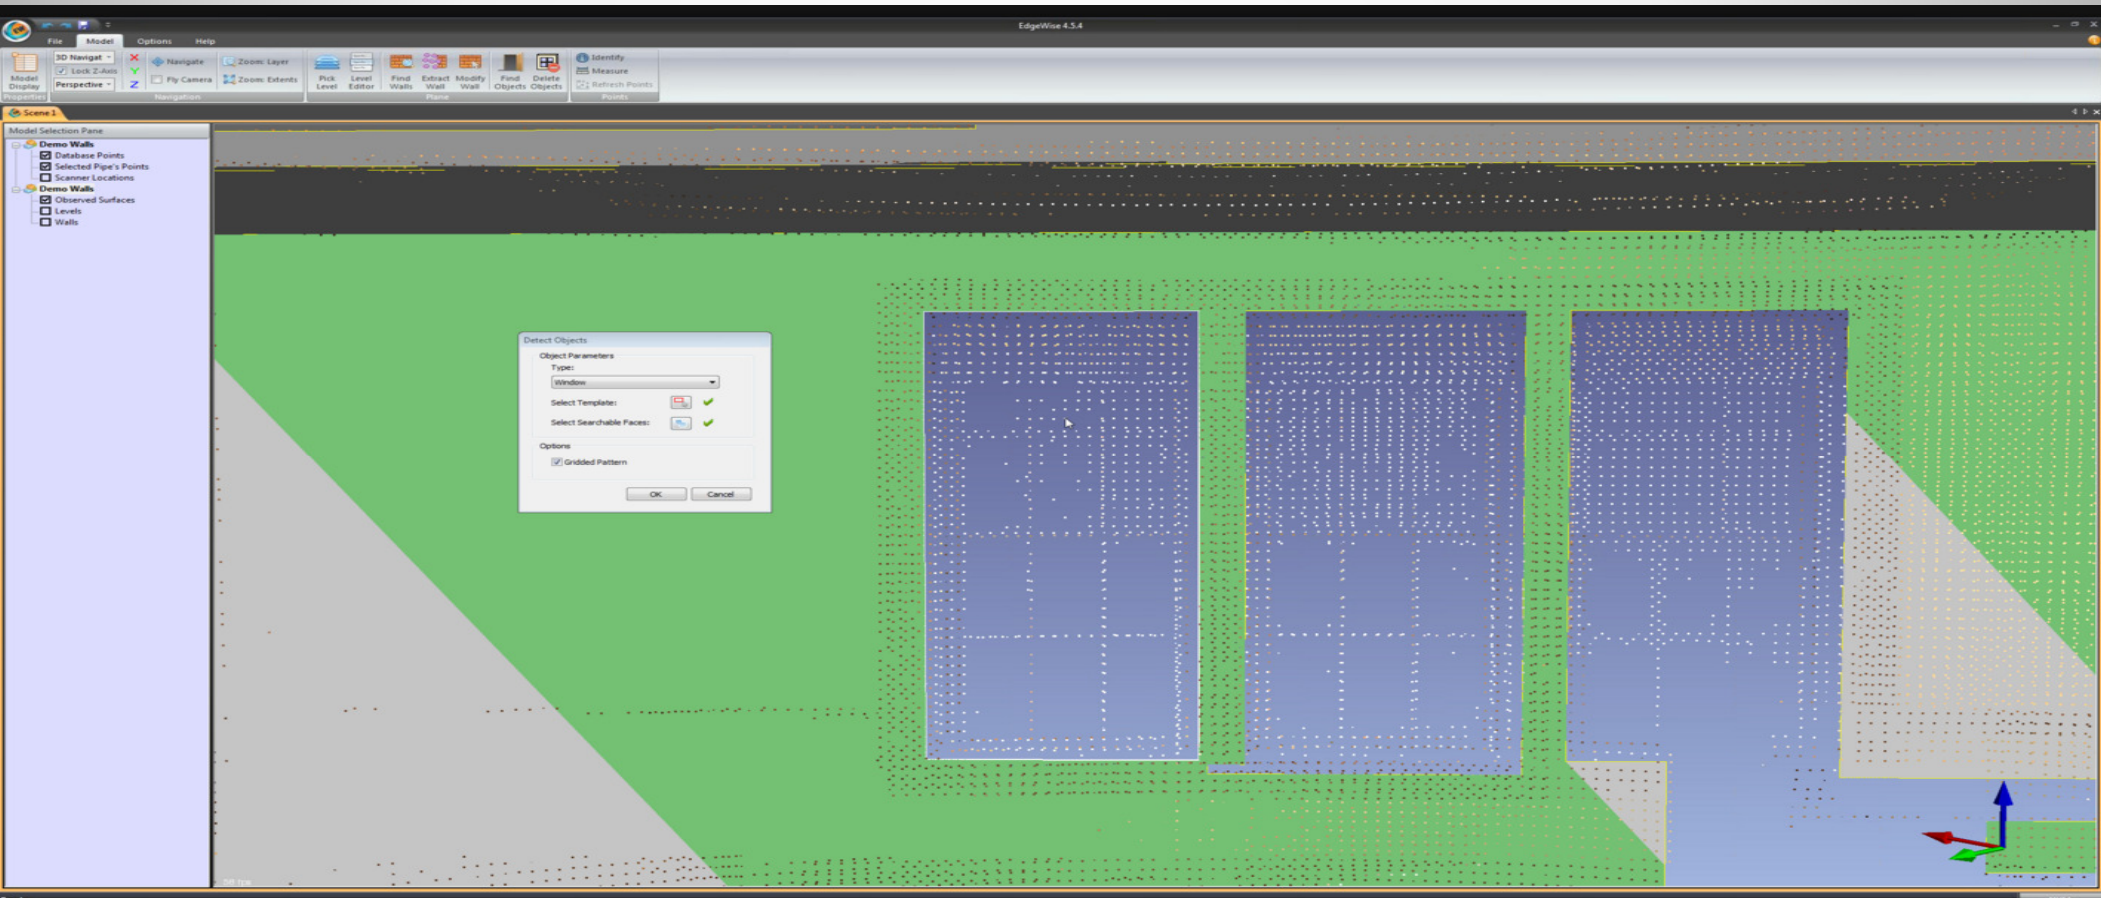 EdgeWise 4.5.4
File Model Options Help
3D Navigat Navigate Zoom: Layer Identify
Lock Z-Axis Y Measure
Model Display Perspective Z Fly Camera Zoom: Extents Pick Level Level Editor Find Walls Extract Wall Modify Wall Find Objects Delete Objects Refresh Points
Properties Navigation Plane Points
Scene1
Model Selection Pane
Demo Walls
Database Points
Selected Pipe's Points
Scanner Locations
Demo Walls
Observed Surfaces
Levels
Walls
Detect Objects
Object Parameters
Type:
Window
Select Template:
Select Searchable Faces:
Options
Gridded Pattern
OK Cancel